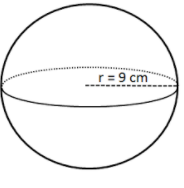 r = 9 cm